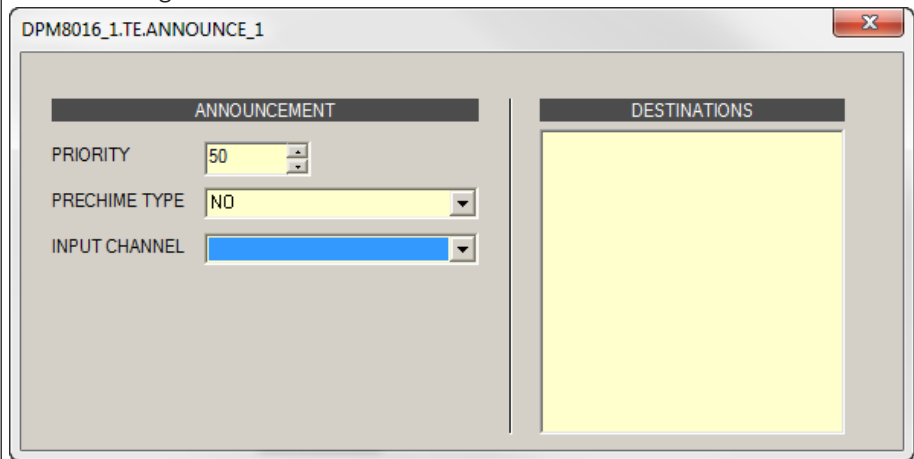 DPM8016_1.TE.ANNOUNCE_1
ANNOUNCEMENT
PRIORITY 50
PRECHIME TYPE NO
INPUT CHANNEL
DESTINATIONS